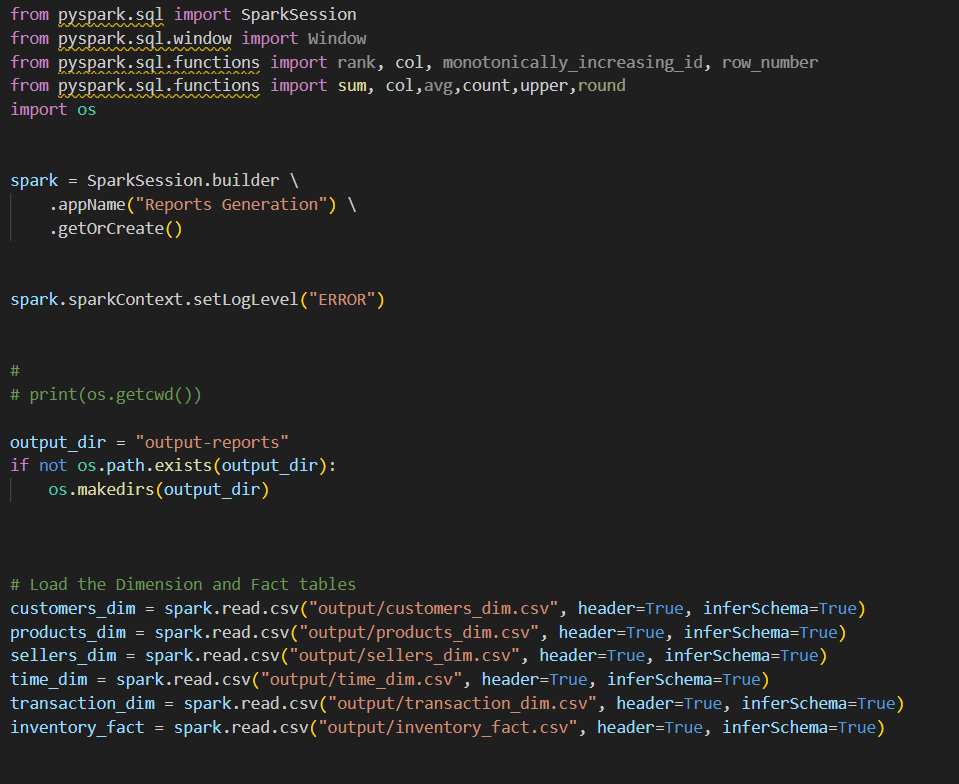 from pyspark.sql import SparkSession
from pyspark.sql.window import Window
from pyspark.sql.functions import rank, col, monotonically_increasing_id, row_number
from pyspark.sql.functions import sum, col,avg,count,upper,round
import os
spark = SparkSession.builder \
    .appName("Reports Generation") \
    .getOrCreate()
spark.sparkContext.setLogLevel("ERROR")
#
# print(os.getcwd())
output_dir = "output-reports"
if not os.path.exists(output_dir):
    os.makedirs(output_dir)
# Load the Dimension and Fact tables
customers_dim = spark.read.csv("output/customers_dim.csv", header=True, inferSchema=True)
products_dim = spark.read.csv("output/products_dim.csv", header=True, inferSchema=True)
sellers_dim = spark.read.csv("output/sellers_dim.csv", header=True, inferSchema=True)
time_dim = spark.read.csv("output/time_dim.csv", header=True, inferSchema=True)
transaction_dim = spark.read.csv("output/transaction_dim.csv", header=True, inferSchema=True)
inventory_fact = spark.read.csv("output/inventory_fact.csv", header=True, inferSchema=True)